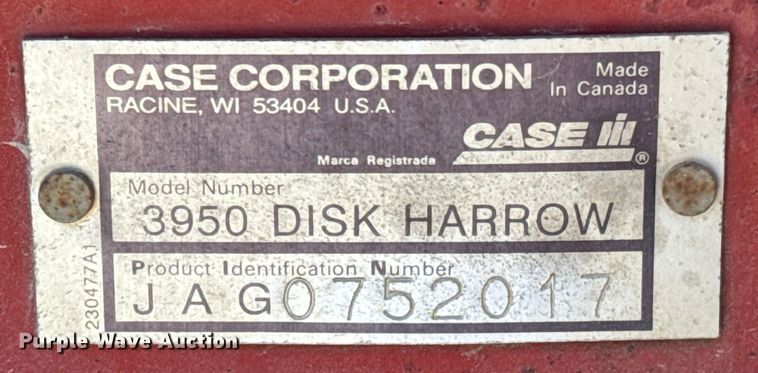 CASE CORPORATION
Made
In Canada
RACINE, WI 53404 U.S.A.
CASE IH ®
Marca Registrada
Model Number
3950 DISK HARROW
Product Identification Number
JAG0752017
230477A1
Purple Wave Auction